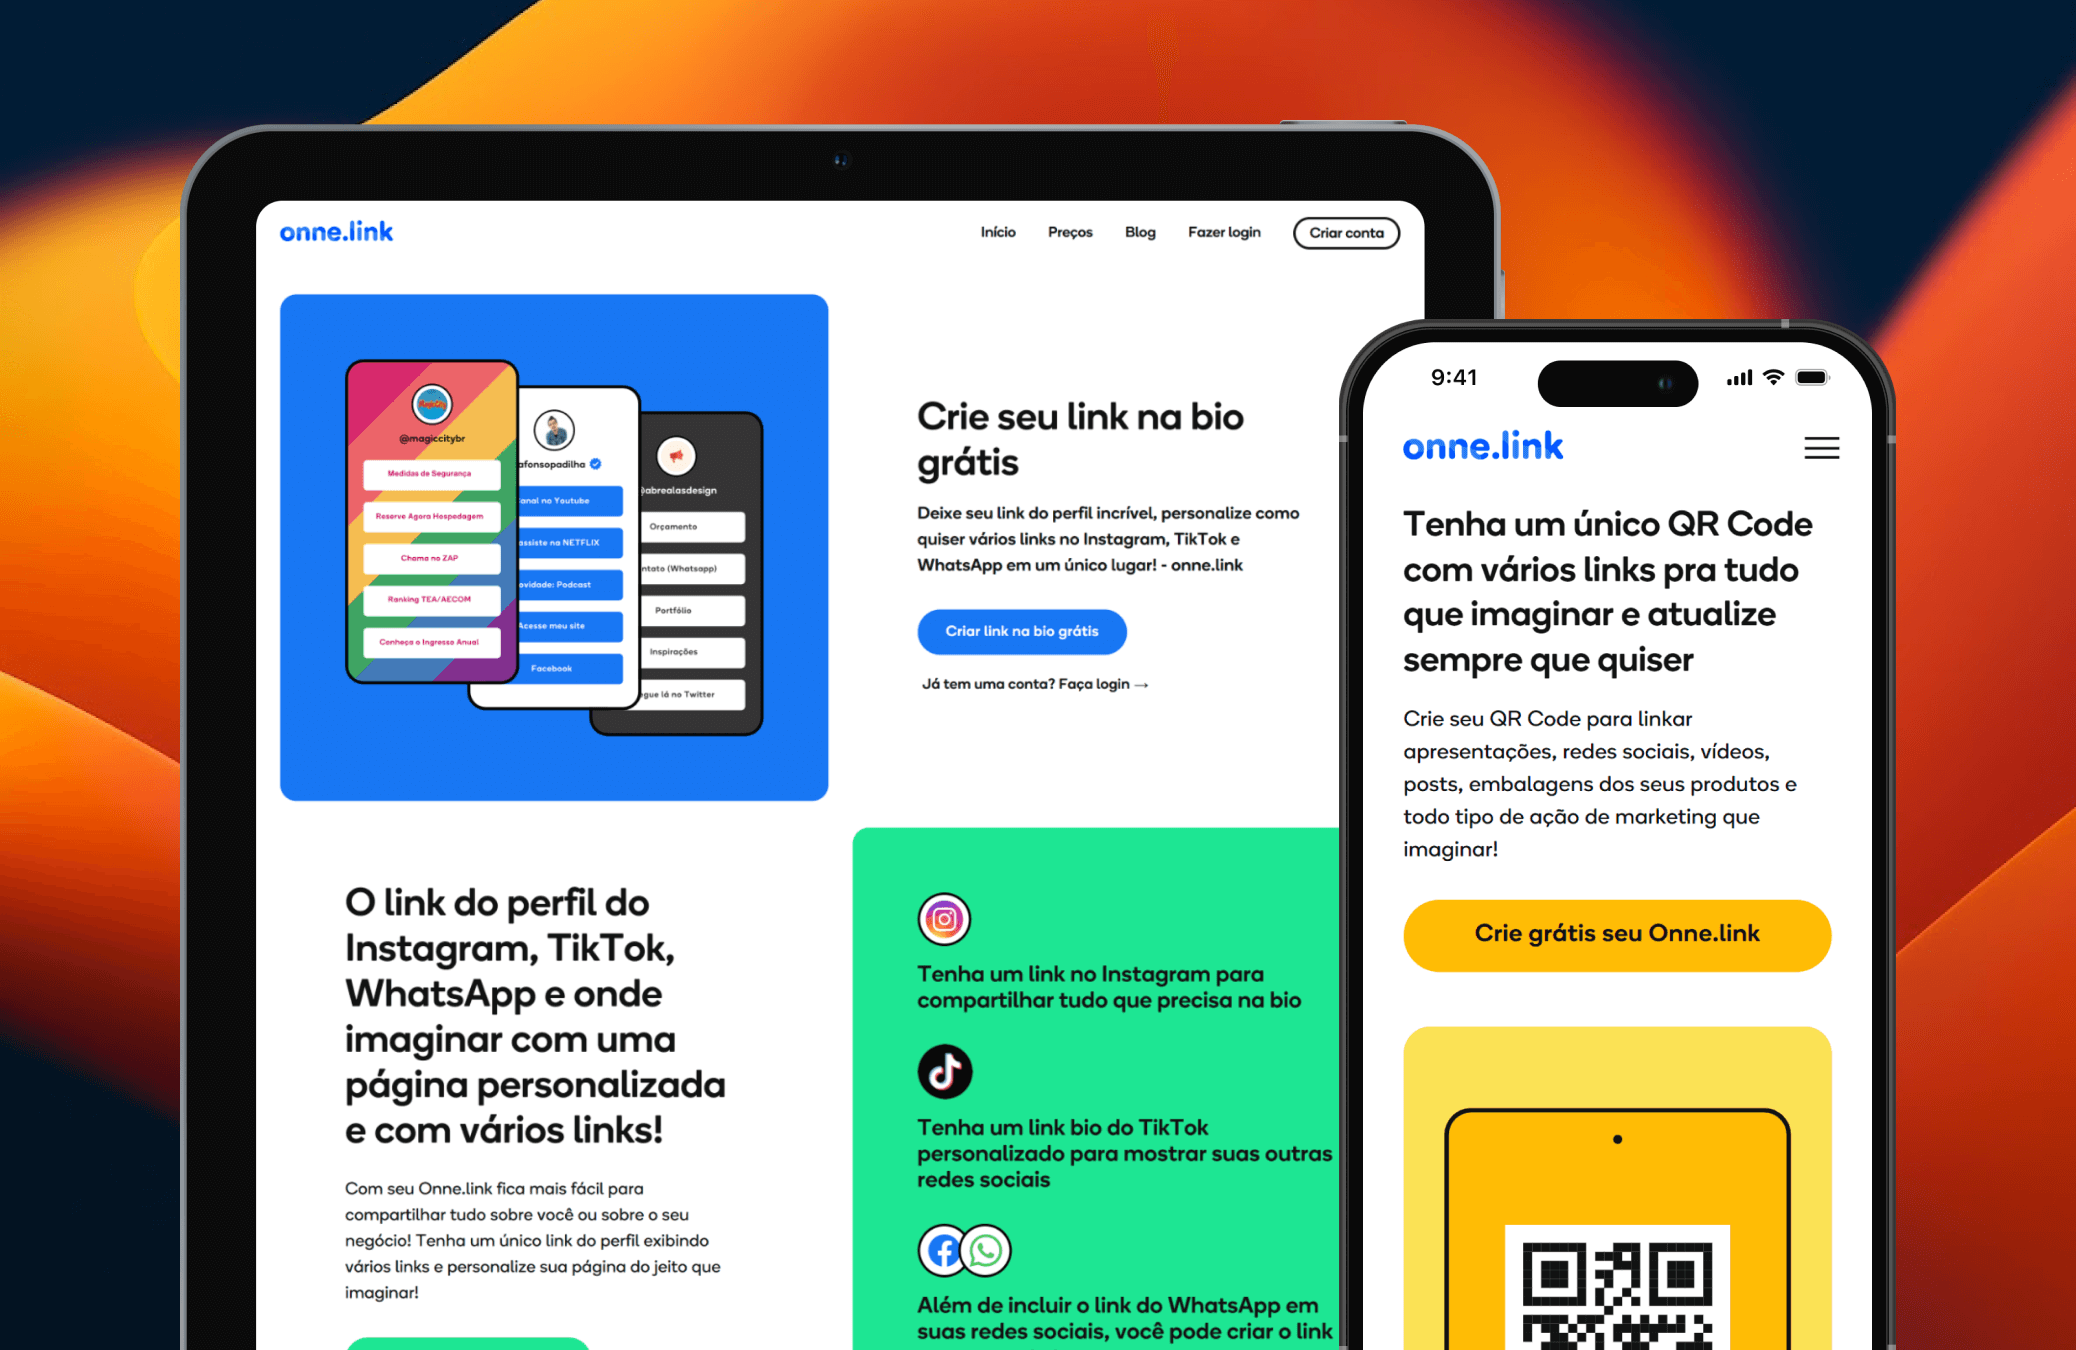 onne.link
Início
Preços
Blog
Fazer login
Criar conta
@magiccitybr
Medidas de Segurança
Reserve Agora Hospedagem
Chama no ZAP
Ranking TEA/AECOM
Conheça o Ingresso Anual
afonsopadilha
anal no Youtube
assiste na NETFLIX
ovidade: Podcast
Acesse meu site
Facebook
@abrealasdesign
Orçamento
ntato (Whatsapp)
Portfólio
Inspirações
gue lá no Twitter
Crie seu link na bio
grátis
Deixe seu link do perfil incrível, personalize como
quiser vários links no Instagram, TikTok e
WhatsApp em um único lugar! - onne.link
Criar link na bio grátis
Já tem uma conta? Faça login →
O link do perfil do
Instagram, TikTok,
WhatsApp e onde
imaginar com uma
página personalizada
e com vários links!
Com seu Onne.link fica mais fácil para
compartilhar tudo sobre você ou sobre o seu
negócio! Tenha um único link do perfil exibindo
vários links e personalize sua página do jeito que
imaginar!
Tenha um link no Instagram para
compartilhar tudo que precisa na bio
Tenha um link bio do TikTok
personalizado para mostrar suas outras
redes sociais
Além de incluir o link do WhatsApp em
suas redes sociais, você pode criar o link
9:41
onne.link
Tenha um único QR Code
com vários links pra tudo
que imaginar e atualize
sempre que quiser
Crie seu QR Code para linkar
apresentações, redes sociais, vídeos,
posts, embalagens dos seus produtos e
todo tipo de ação de marketing que
imaginar!
Crie grátis seu Onne.link